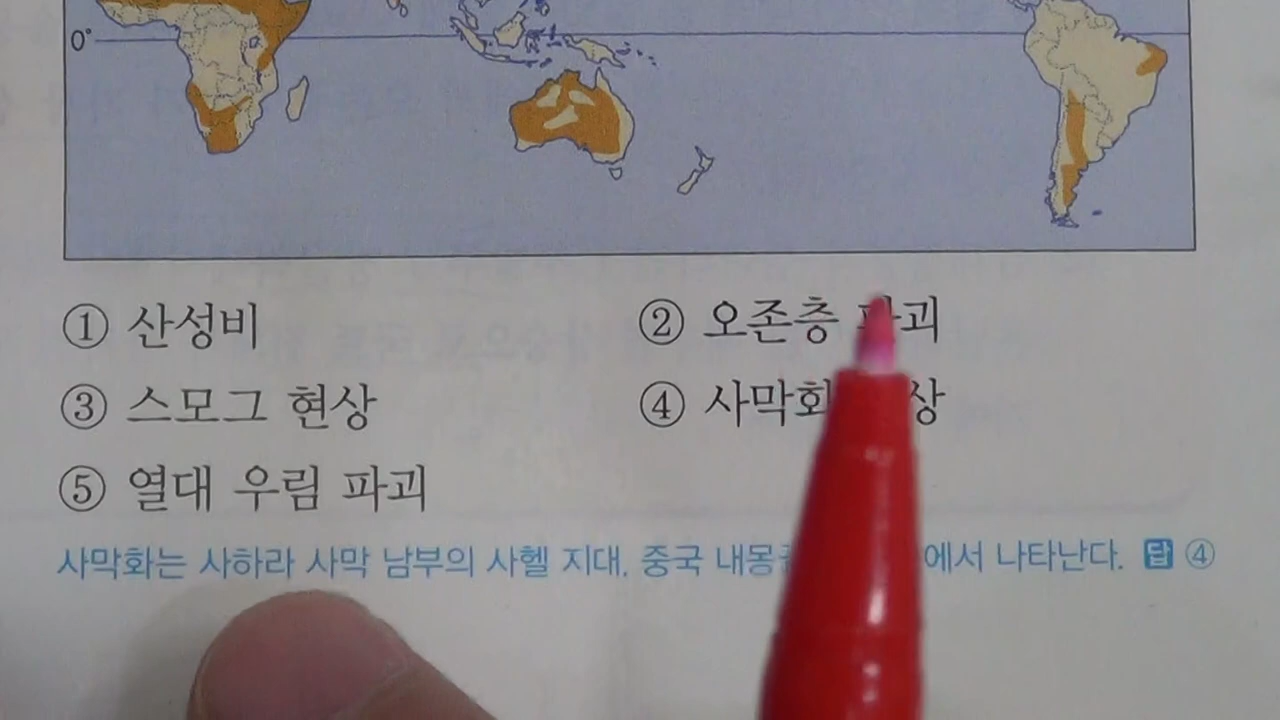 0°
① 산성비 ② 오존층 파괴
③ 스모그 현상 ④ 사막화 현상
⑤ 열대 우림 파괴
사막화는 사하라 사막 남부의 사헬 지대, 중국 내몽 에서 나타난다. 답 ④